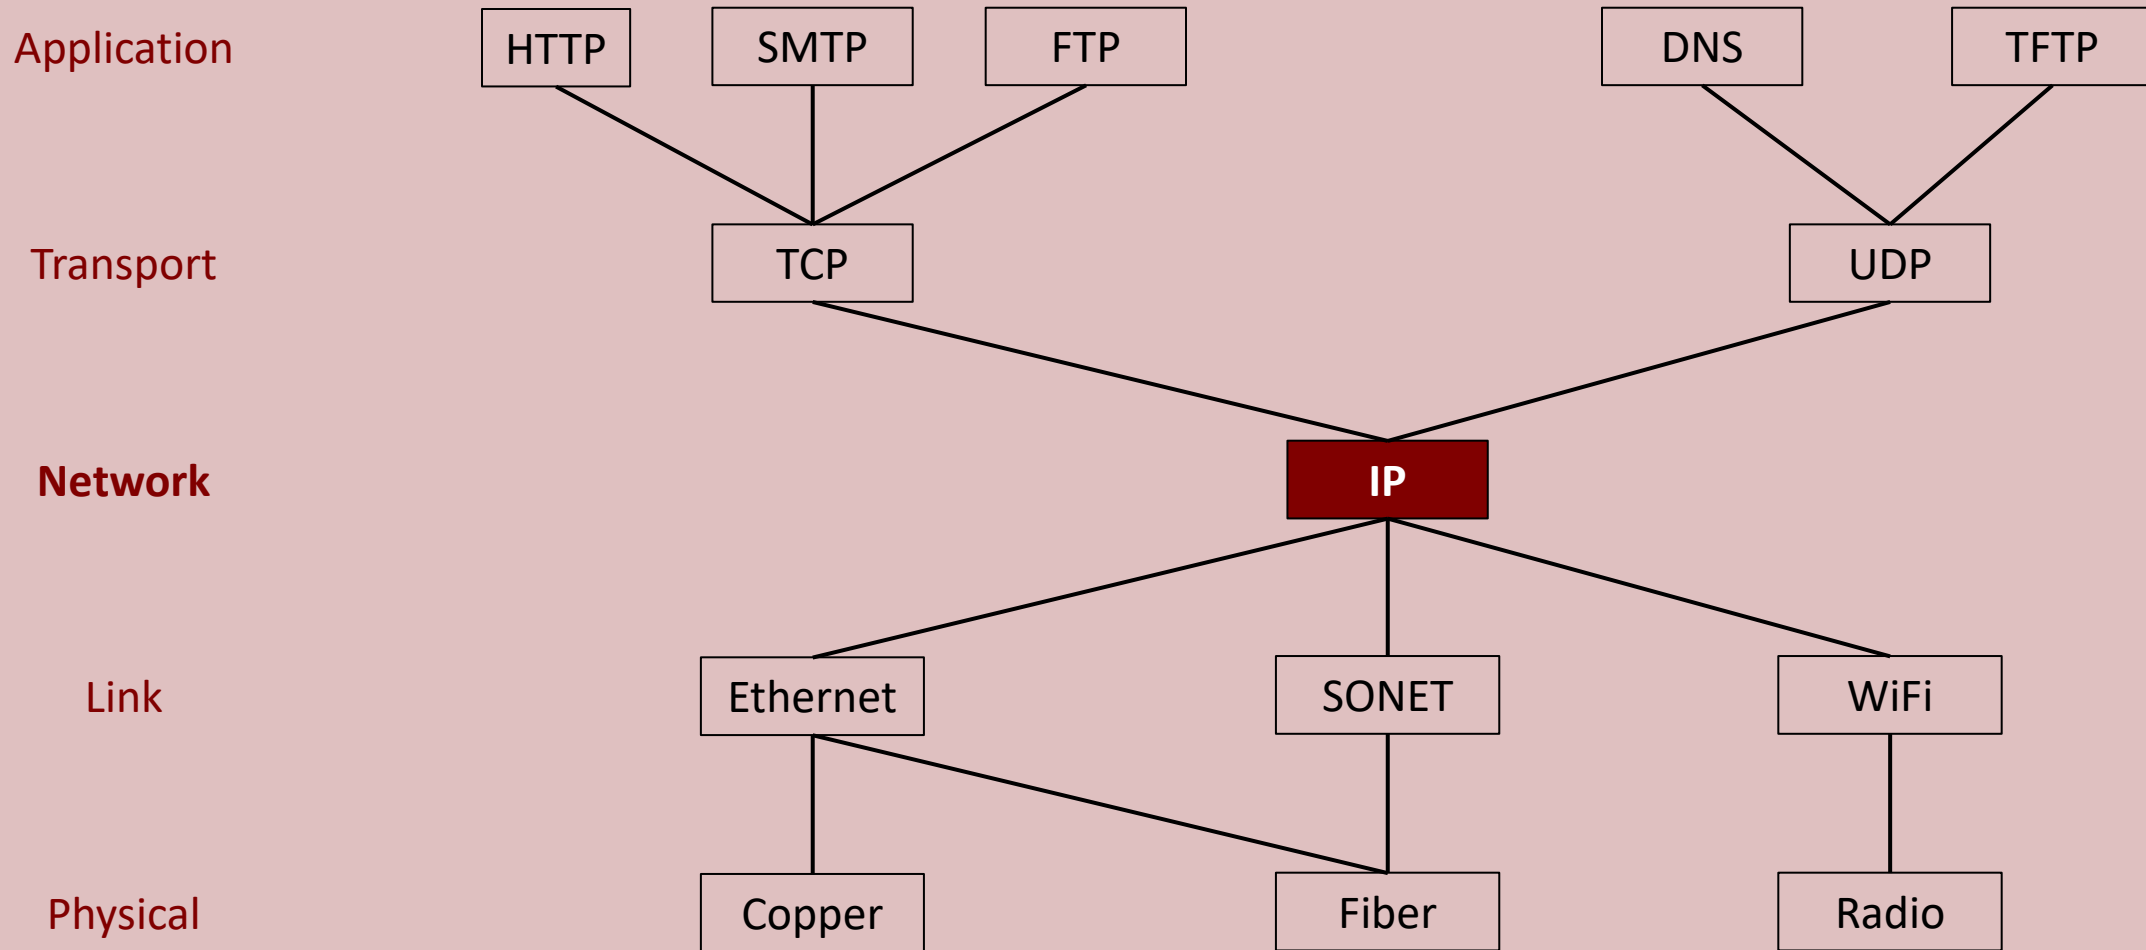 Application HTTP SMTP FTP DNS TFTP
Transport TCP UDP
Network IP
Link Ethernet SONET WiFi
Physical Copper Fiber Radio